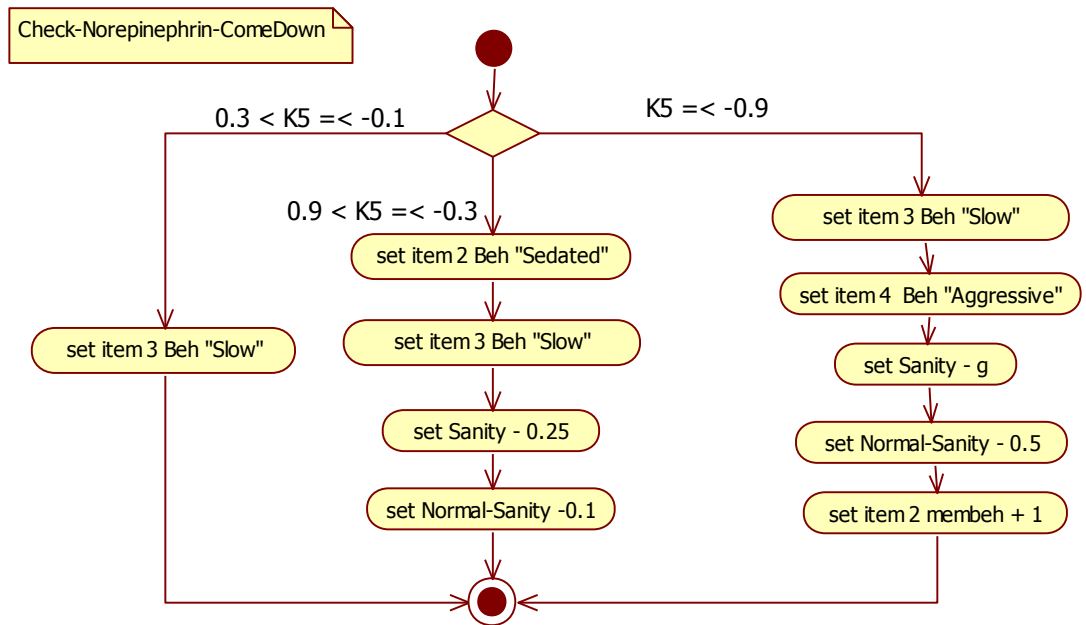 Check-Norepinephrin-ComeDown
0.3 < K5 =< -0.1
K5 =< -0.9
0.9 < K5 =< -0.3
set item 3 Beh "Slow"
set item 2 Beh "Sedated"
set item 3 Beh "Slow"
set Sanity - 0.25
set Normal-Sanity -0.1
set item 3 Beh "Slow"
set item 4 Beh "Aggressive"
set Sanity - g
set Normal-Sanity - 0.5
set item 2 membeh + 1